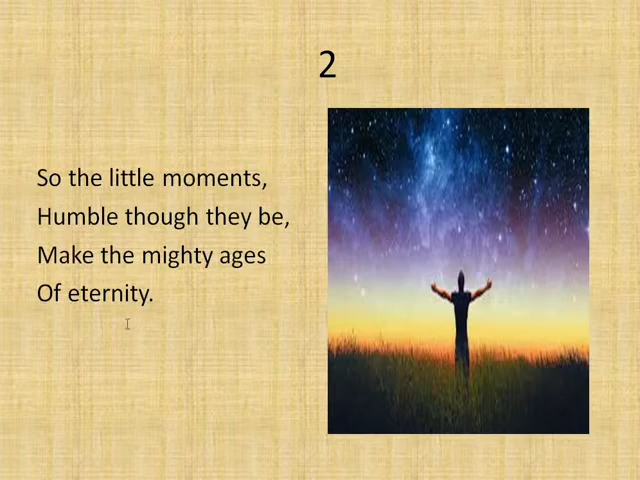 2
So the little moments,
Humble though they be,
Make the mighty ages
Of eternity.